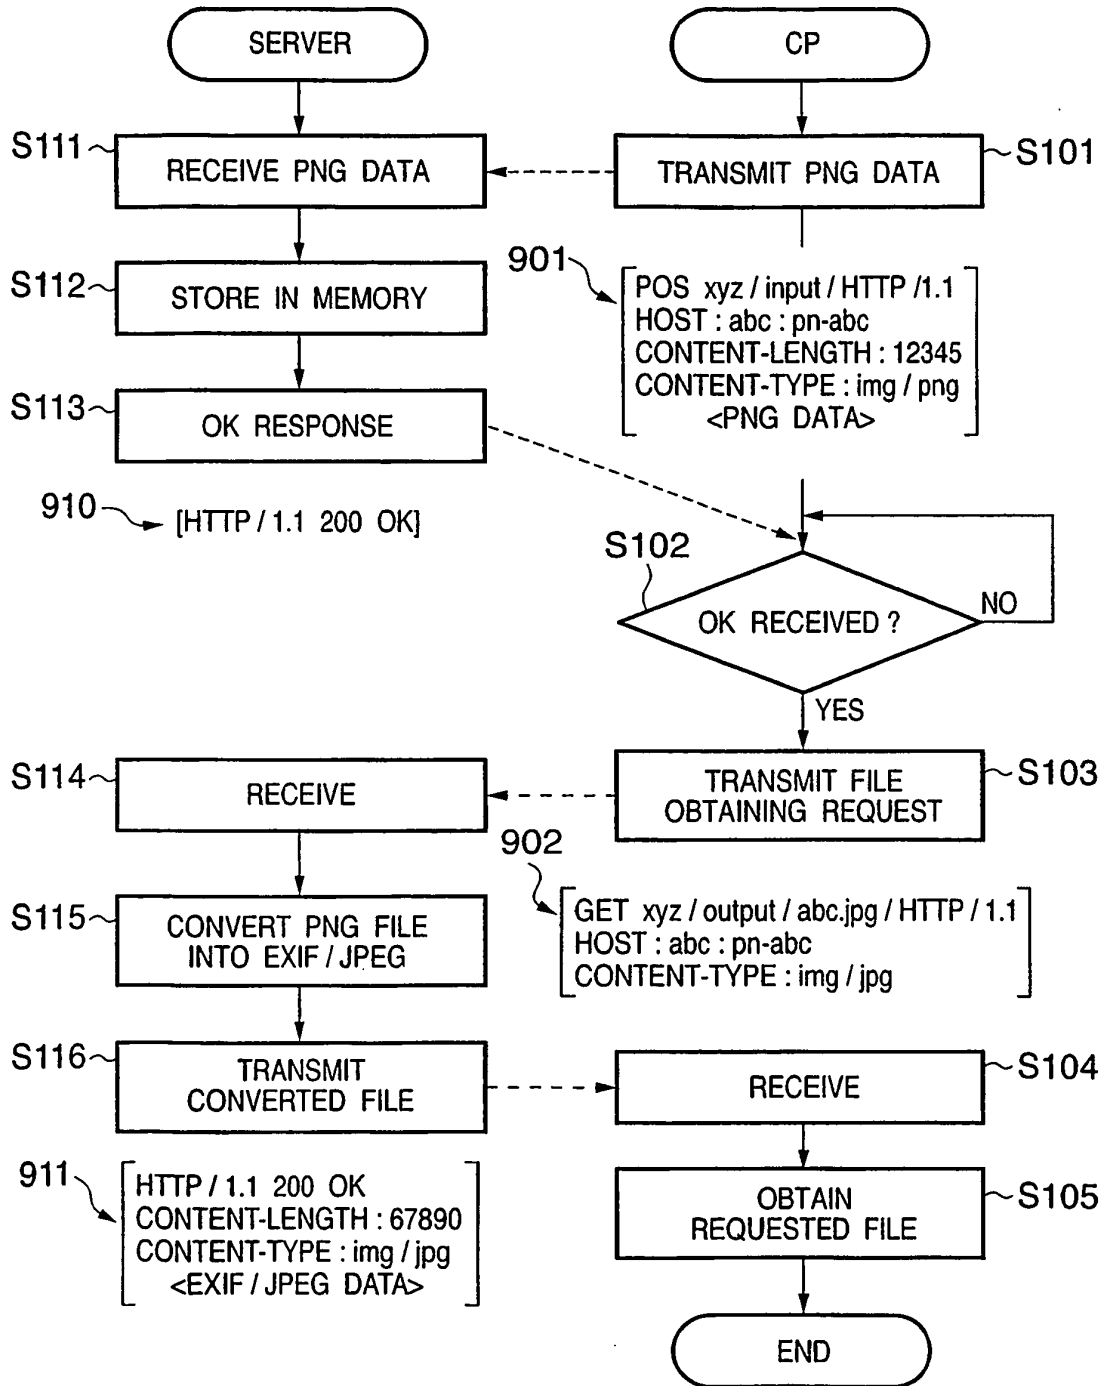 SERVER
CP
S111
RECEIVE PNG DATA
TRANSMIT PNG DATA
S101
S112
STORE IN MEMORY
901
POS xyz / input / HTTP /1.1
HOST : abc : pn-abc
CONTENT-LENGTH : 12345
CONTENT-TYPE : img / png
<PNG DATA>
S113
OK RESPONSE
910
[HTTP / 1.1 200 OK]
S102
OK RECEIVED ?
NO
YES
S114
RECEIVE
TRANSMIT FILE
OBTAINING REQUEST
S103
902
GET xyz / output / abc.jpg / HTTP / 1.1
HOST : abc : pn-abc
CONTENT-TYPE : img / jpg
S115
CONVERT PNG FILE
INTO EXIF / JPEG
S116
TRANSMIT
CONVERTED FILE
RECEIVE
S104
911
HTTP / 1.1 200 OK
CONTENT-LENGTH : 67890
CONTENT-TYPE : img / jpg
<EXIF / JPEG DATA>
OBTAIN
REQUESTED FILE
S105
END